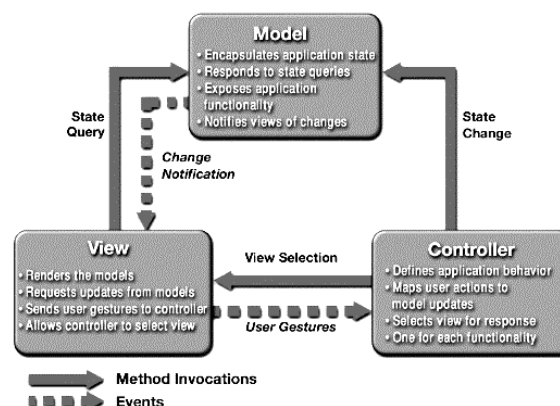 Model
• Encapsulates application state
• Responds to state queries
• Exposes application
functionality
• Notifies views of changes
State
Query
State
Change
Change
Notification
View
• Renders the models
• Requests updates from models
• Sends user gestures to controller
• Allows controller to select view
View Selection
User Gestures
Controller
• Defines application behavior
• Maps user actions to
model updates
• Selects view for response
• One for each functionality
Method Invocations
Events